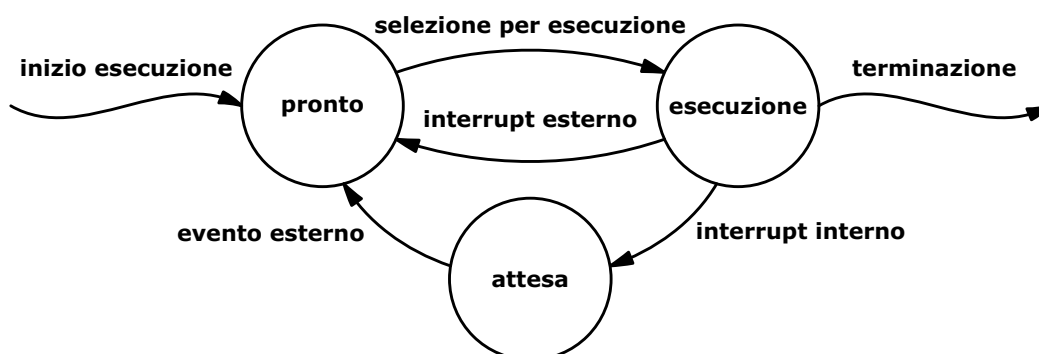 selezione per esecuzione
inizio esecuzione
terminazione
pronto
esecuzione
interrupt esterno
evento esterno
interrupt interno
attesa